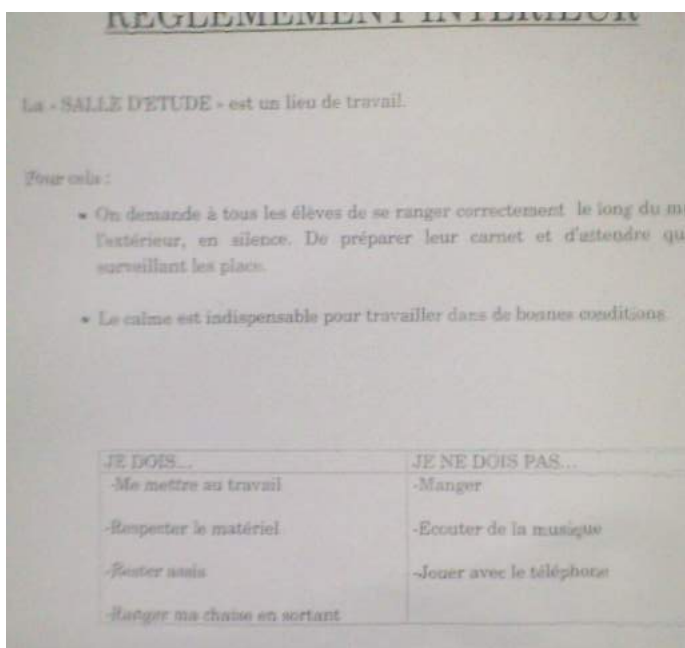 REGLEMEMENT INTERIEUR
La « SALLE D'ETUDE » est un lieu de travail.
Pour cela :
• On demande à tous les élèves de se ranger correctement le long du m
l'extérieur, en silence. De préparer leur carnet et d'attendre qu
surveillant les place.
• Le calme est indispensable pour travailler dans de bonnes conditions
JE DOIS... JE NE DOIS PAS...
-Me mettre au travail -Manger
-Respecter le matériel -Ecouter de la musique
-Rester assis -Jouer avec le téléphone
-Ranger ma chaise en sortant